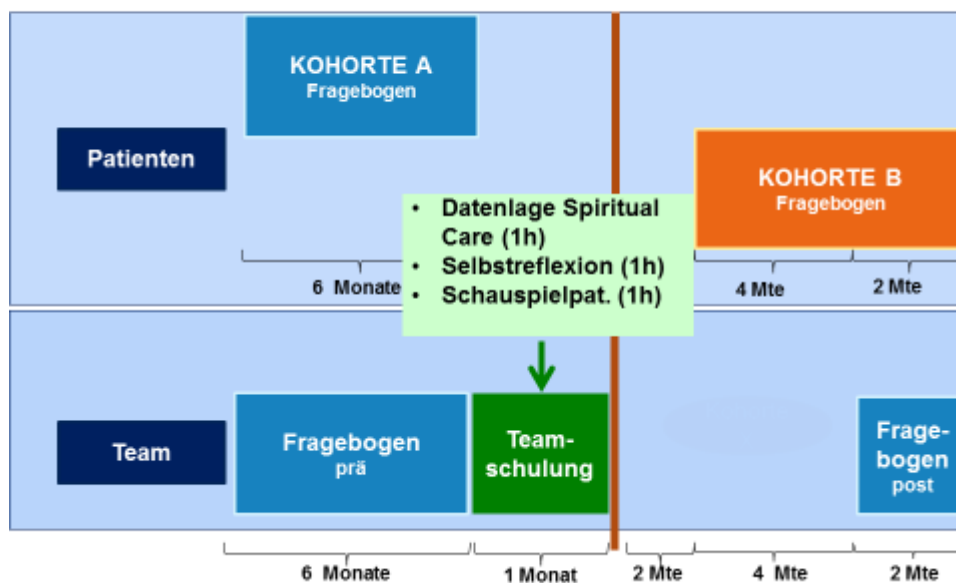 KOHORTE A
Fragebogen
Patienten
KOHORTE B
Fragebogen
• Datenlage Spiritual
Care (1h)
• Selbstreflexion (1h)
• Schauspielpat. (1h)
6 Monate
4 Mte
2 Mte
Team
Fragebogen
prä
Team-
schulung
Frage-
bogen
post
6 Monate
1 Monat
2 Mte
4 Mte
2 Mte